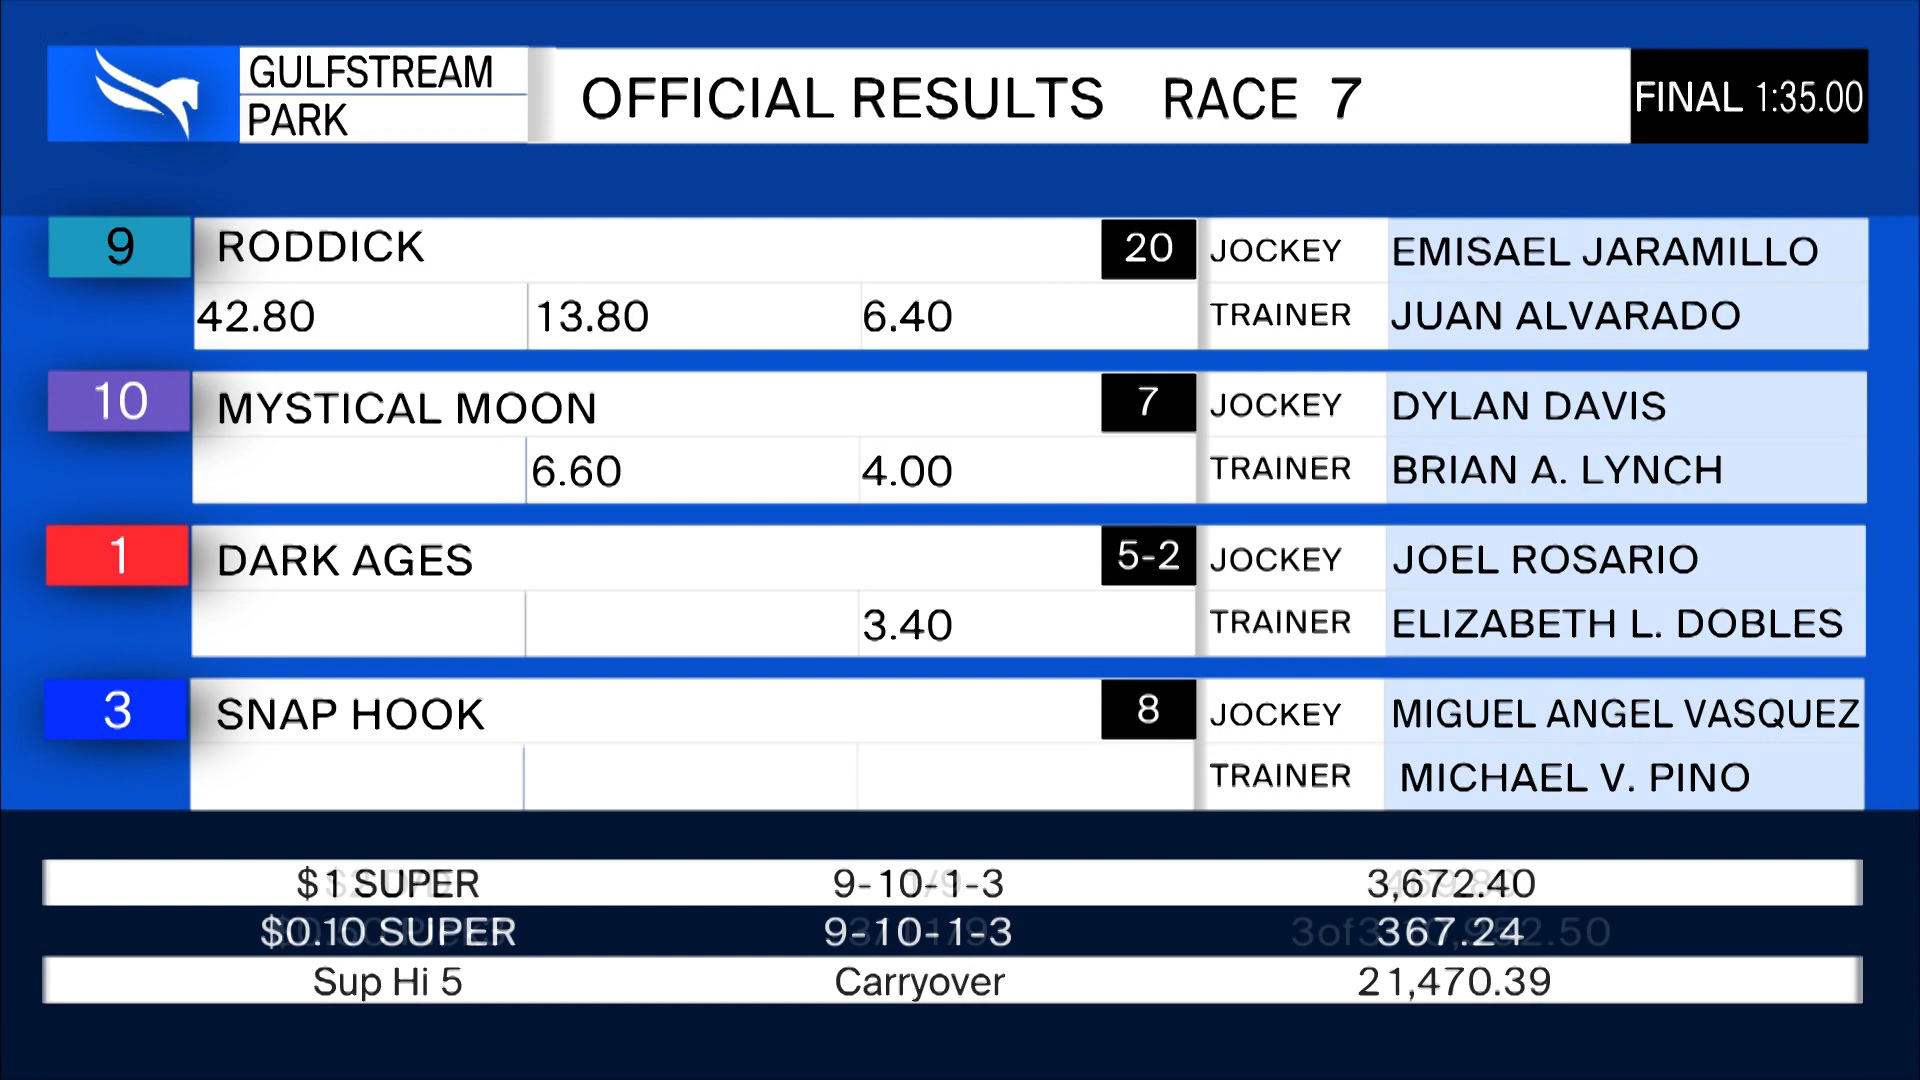 GULFSTREAM
PARK
OFFICIAL RESULTS RACE 7
FINAL 1:35.00
9 RODDICK 20 JOCKEY EMISAEL JARAMILLO
42.80 13.80 6.40 TRAINER JUAN ALVARADO
10 MYSTICAL MOON 7 JOCKEY DYLAN DAVIS
6.60 4.00 TRAINER BRIAN A. LYNCH
1 DARK AGES 5-2 JOCKEY JOEL ROSARIO
3.40 TRAINER ELIZABETH L. DOBLES
3 SNAP HOOK 8 JOCKEY MIGUEL ANGEL VASQUEZ
TRAINER MICHAEL V. PINO
$1 SUPER 9-10-1-3 3,672.40
$0.10 SUPER 9-10-1-3 367.24
Sup Hi 5 Carryover 21,470.39